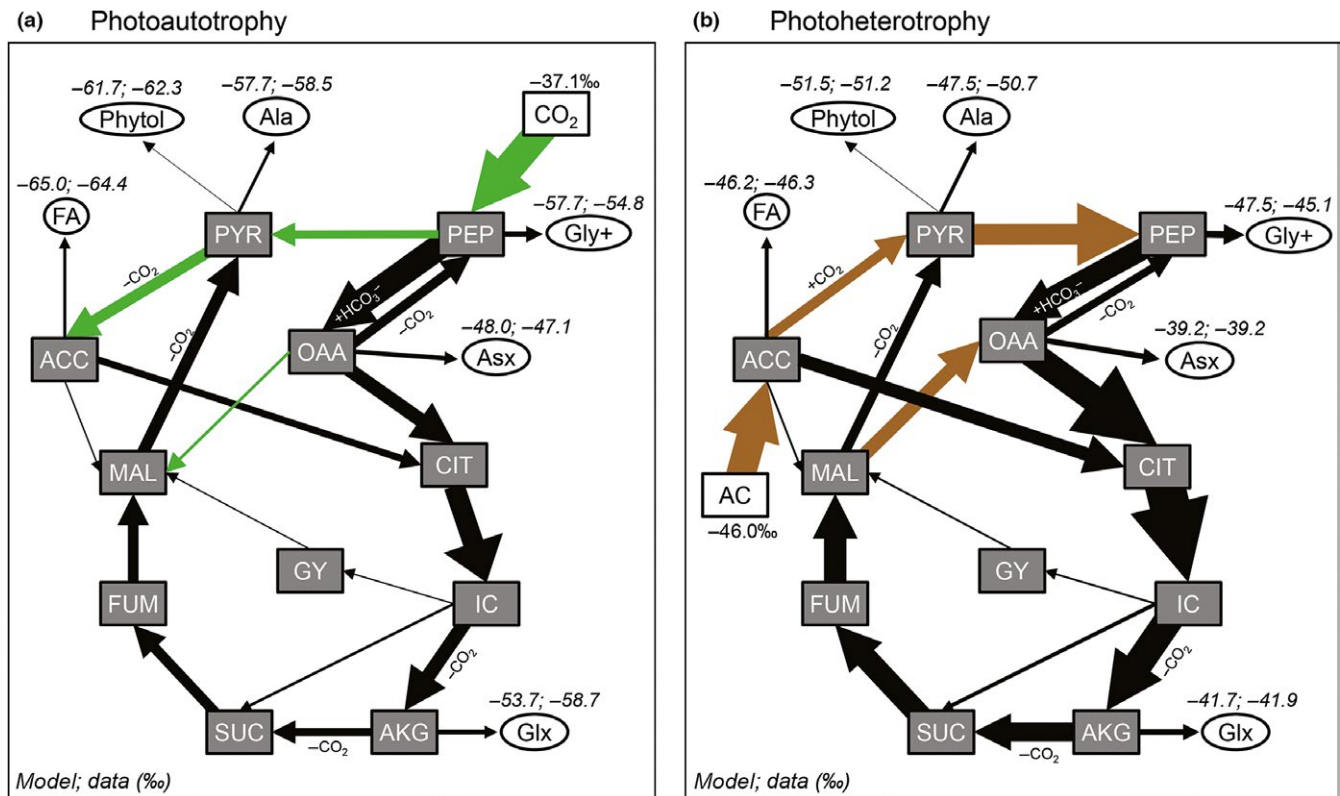 (a) Photoautotrophy
–61.7; –62.3
–57.7; –58.5
–37.1‰
Phytol
Ala
CO₂
–65.0; –64.4
–57.7; –54.8
FA
PYR
PEP
Gly+
–CO₂
+HCO₃⁻
–CO₂
–CO₂
–48.0; –47.1
ACC
OAA
Asx
MAL
CIT
GY
FUM
IC
–CO₂
–53.7; –58.7
SUC
–CO₂
AKG
Glx
Model; data (‰)
(b) Photoheterotrophy
–51.5; –51.2
–47.5; –50.7
Phytol
Ala
–46.2; –46.3
–47.5; –45.1
FA
PYR
PEP
Gly+
+CO₂
+HCO₃⁻
–CO₂
–CO₂
–39.2; –39.2
ACC
OAA
Asx
MAL
CIT
AC
–46.0‰
GY
FUM
IC
–CO₂
–41.7; –41.9
SUC
–CO₂
AKG
Glx
Model; data (‰)